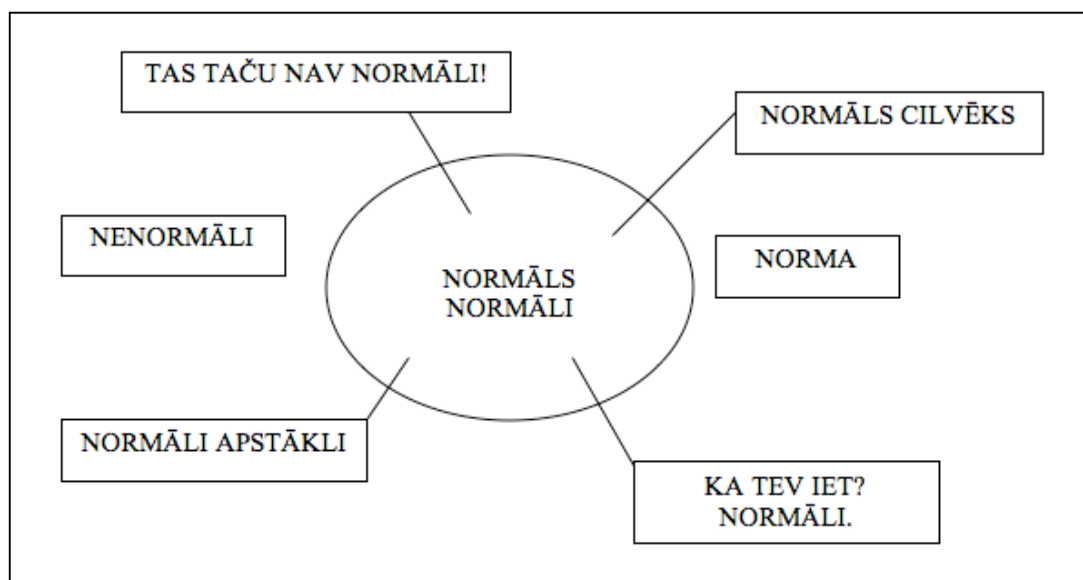 TAS TAČU NAV NORMĀLI!
NORMĀLS CILVĒKS
NENORMĀLI
NORMA
NORMĀLS
NORMĀLI
NORMĀLI APSTĀKLI
KA TEV IET?
NORMĀLI.